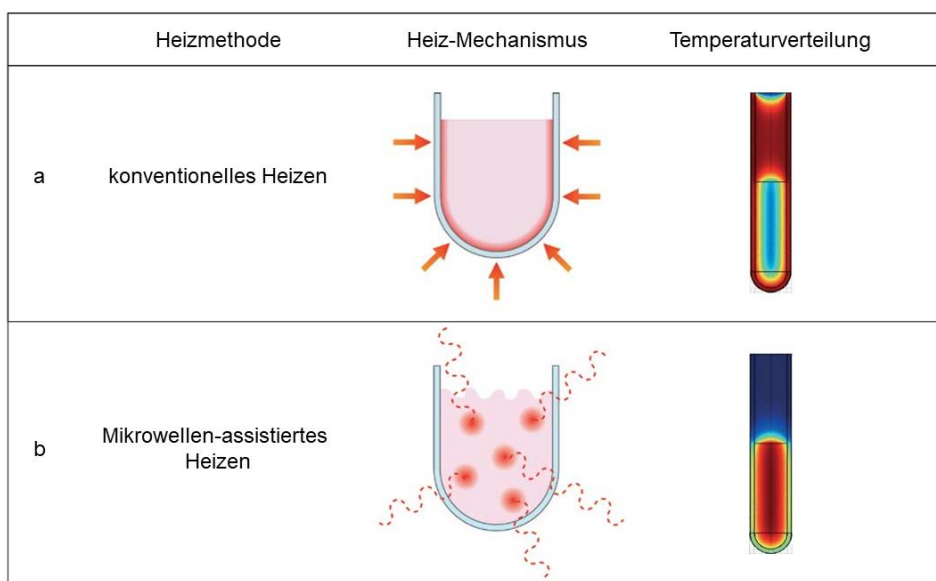 Heizmethode Heiz-Mechanismus Temperaturverteilung
a konventionelles Heizen
b Mikrowellen-assistiertes
Heizen